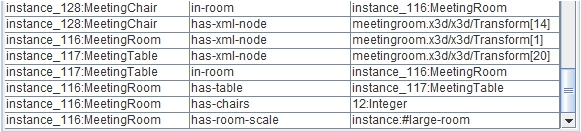 instance_128:MeetingChair in-room instance_116:MeetingRoom
instance_128:MeetingChair has-xml-node meetingroom.x3d/x3d/Transform[14]
instance_116:MeetingRoom has-xml-node meetingroom.x3d/x3d/Transform[1]
instance_117:MeetingTable has-xml-node meetingroom.x3d/x3d/Transform[20]
instance_117:MeetingTable in-room instance_116:MeetingRoom
instance_116:MeetingRoom has-table instance_117:MeetingTable
instance_116:MeetingRoom has-chairs 12:Integer
instance_116:MeetingRoom has-room-scale instance:#large-room